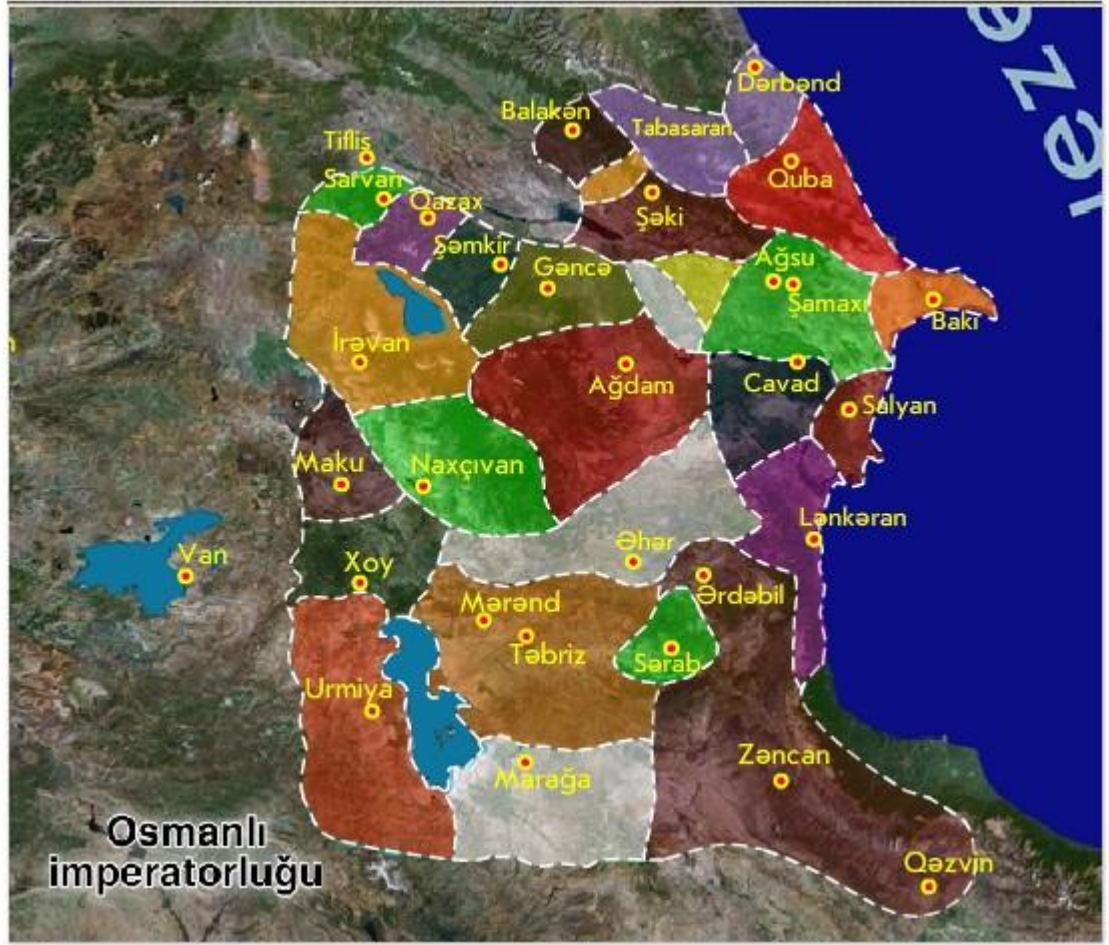 Dərbənd
Balakən
Tabasaran
Tiflis
Sarvan
Qazax
Quba
Şəki
Şəmkir
Gəncə
Ağsu
Şamaxı
Bakı
İrəvan
Ağdam
Cavad
Salyan
Maku
Naxçıvan
Lənkəran
Van
Xoy
Əhər
Ərdəbil
Mərənd
Təbriz
Sərab
Urmiya
Zəncan
Marağa
Osmanlı
imperatorluğu
Qəzvin